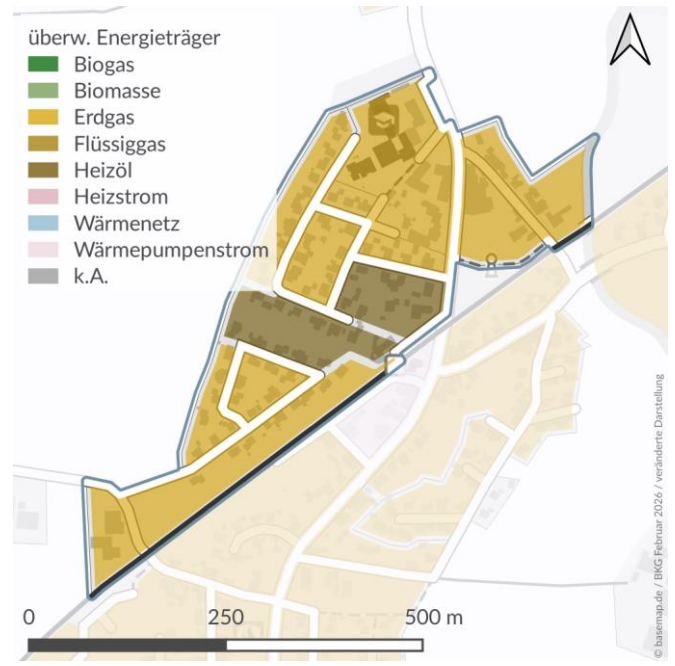 überw. Energieträger
Biogas
Biomasse
Erdgas
Flüssiggas
Heizöl
Heizstrom
Wärmenetz
Wärmepumpenstrom
k.A.
0 250 500 m
© basemap.de / BKG Februar 2026 / veränderte Darstellung